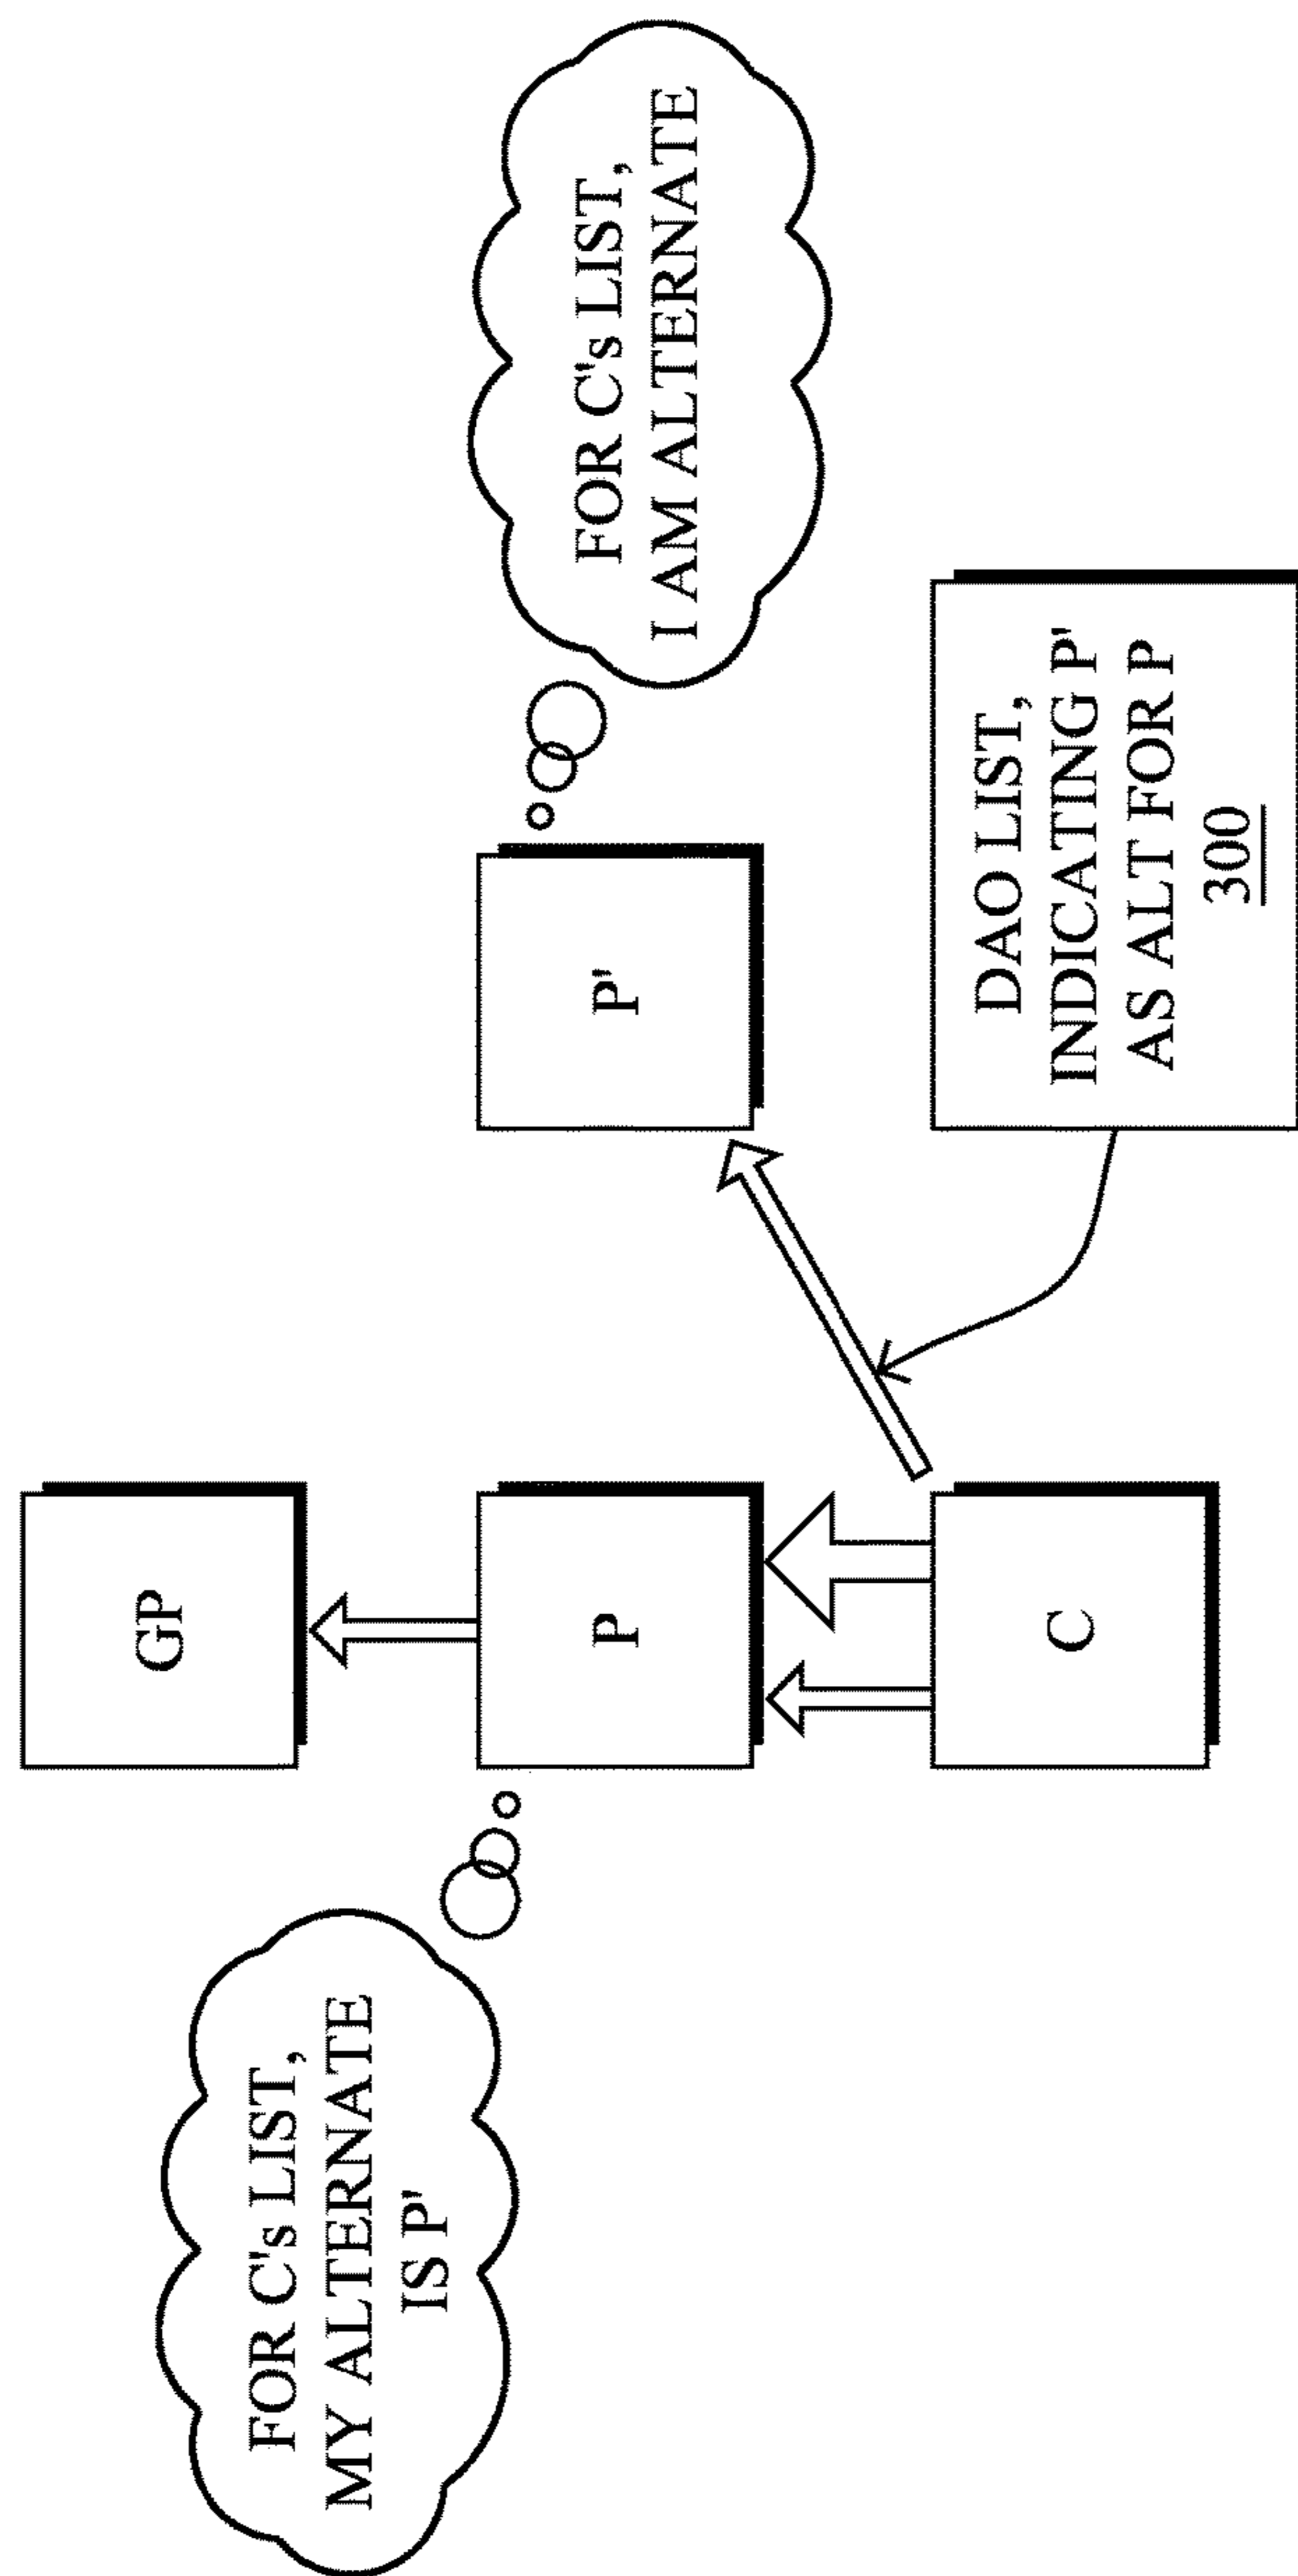 GP
FOR C's LIST,
MY ALTERNATE
IS P'
P
P'
FOR C's LIST,
I AM ALTERNATE
C
DAO LIST,
INDICATING P'
AS ALT FOR P
300